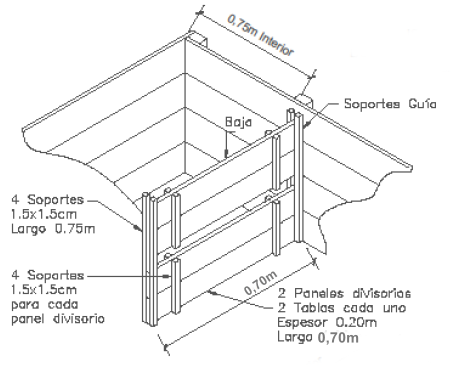 0,75m Interior
Soportes Guía
Baja
4 Soportes
1.5x1.5cm
Largo 0.75m
4 Soportes
1.5x1.5cm
para cada
panel divisorio
0,70m
2 Paneles divisorios
2 Tablas cada uno
Espesor 0.20m
Largo 0,70m